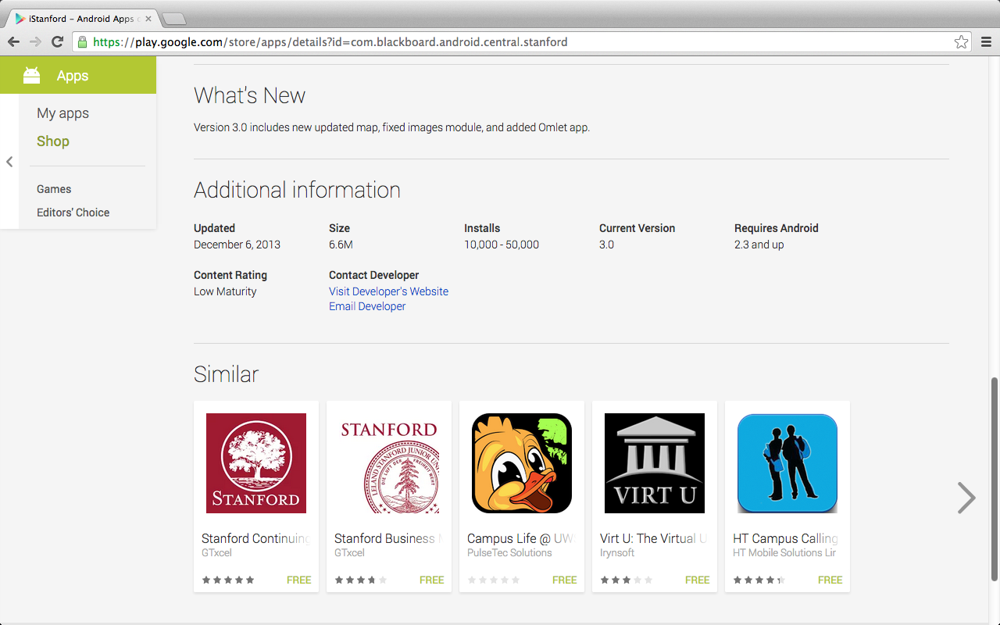 iStanford – Android Apps
https://play.google.com/store/apps/details?id=com.blackboard.android.central.stanford
Apps
My apps
Shop
Games
Editors' Choice
What's New
Version 3.0 includes new updated map, fixed images module, and added Omlet app.
Additional information
Updated
December 6, 2013
Size
6.6M
Installs
10,000 - 50,000
Current Version
3.0
Requires Android
2.3 and up
Content Rating
Low Maturity
Contact Developer
Visit Developer's Website
Email Developer
Similar
STANFORD
Stanford Continuing
GTxcel
FREE
STANFORD
LELAND STANFORD JUNIOR UNI
DIE LUFT DER FREIHEIT WEHT
Stanford Business
GTxcel
FREE
Campus Life @ UW
PulseTec Solutions
FREE
VIRT U
Virt U: The Virtual U
Irynsoft
FREE
HT Campus Calling
HT Mobile Solutions Lir
FREE